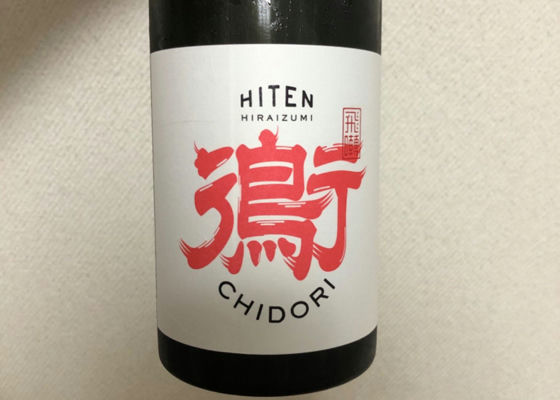 HITEN
HIRAIZUMI
飛囀
鵆
CHIDORI